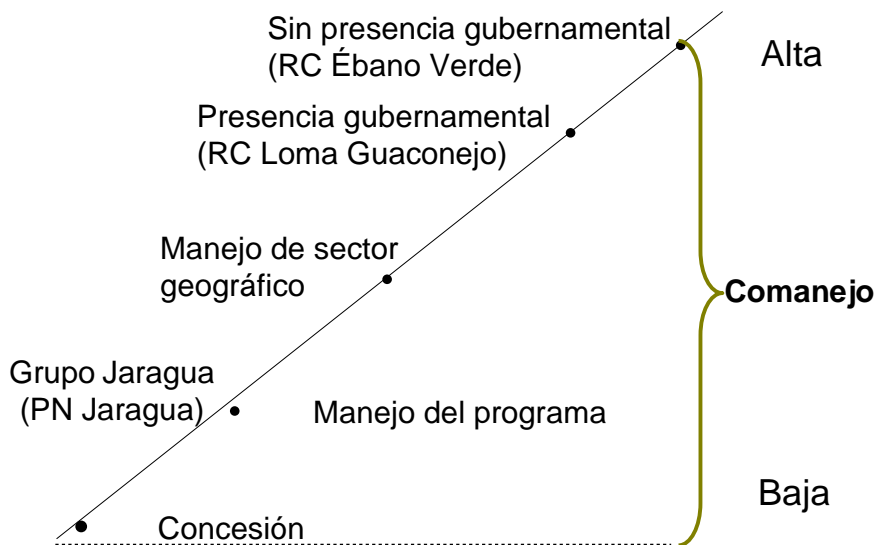 Sin presencia gubernamental
(RC Ébano Verde)
Alta
Presencia gubernamental
(RC Loma Guaconejo)
Manejo de sector
geográfico
Comanejo
Grupo Jaragua
(PN Jaragua)
Manejo del programa
Baja
Concesión